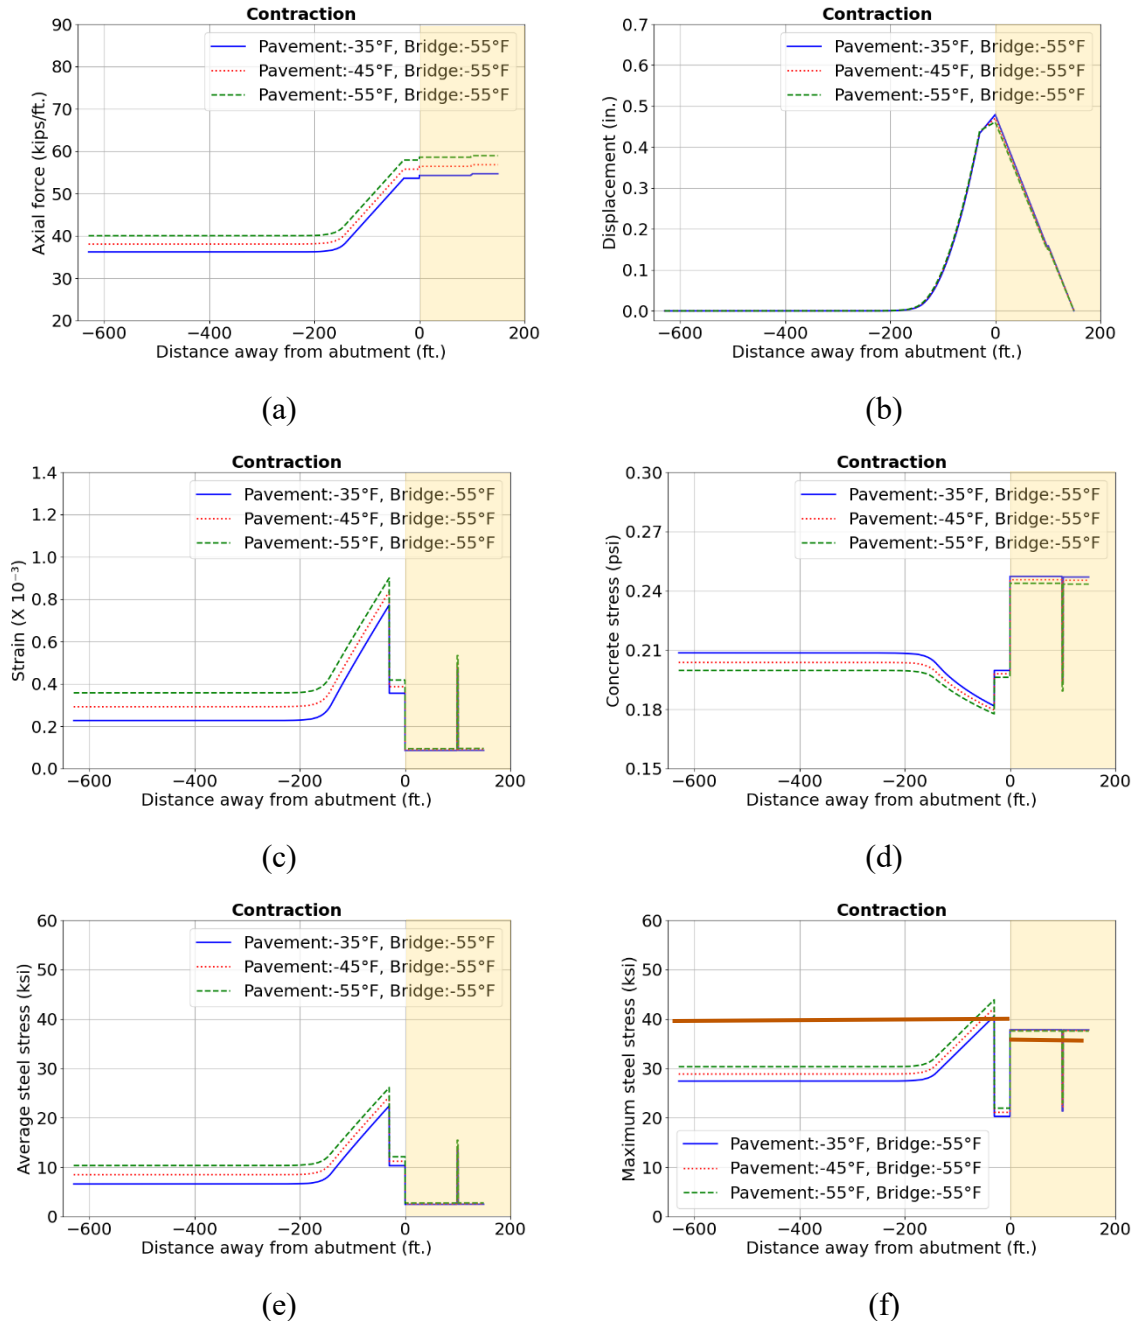 Contraction
Axial force (kips/ft.)
90
80
70
60
50
40
30
20
Pavement:-35°F, Bridge:-55°F
Pavement:-45°F, Bridge:-55°F
Pavement:-55°F, Bridge:-55°F
−600 −400 −200 0 200
Distance away from abutment (ft.)
(a)
Contraction
Displacement (in.)
0.7
0.6
0.5
0.4
0.3
0.2
0.1
0.0
Pavement:-35°F, Bridge:-55°F
Pavement:-45°F, Bridge:-55°F
Pavement:-55°F, Bridge:-55°F
−600 −400 −200 0 200
Distance away from abutment (ft.)
(b)
Contraction
Strain (X 10⁻³)
1.4
1.2
1.0
0.8
0.6
0.4
0.2
0.0
Pavement:-35°F, Bridge:-55°F
Pavement:-45°F, Bridge:-55°F
Pavement:-55°F, Bridge:-55°F
−600 −400 −200 0 200
Distance away from abutment (ft.)
(c)
Contraction
Concrete stress (psi)
0.30
0.27
0.24
0.21
0.18
0.15
Pavement:-35°F, Bridge:-55°F
Pavement:-45°F, Bridge:-55°F
Pavement:-55°F, Bridge:-55°F
−600 −400 −200 0 200
Distance away from abutment (ft.)
(d)
Contraction
Average steel stress (ksi)
60
50
40
30
20
10
0
Pavement:-35°F, Bridge:-55°F
Pavement:-45°F, Bridge:-55°F
Pavement:-55°F, Bridge:-55°F
−600 −400 −200 0 200
Distance away from abutment (ft.)
(e)
Contraction
Maximum steel stress (ksi)
60
50
40
30
20
10
0
Pavement:-35°F, Bridge:-55°F
Pavement:-45°F, Bridge:-55°F
Pavement:-55°F, Bridge:-55°F
−600 −400 −200 0 200
Distance away from abutment (ft.)
(f)